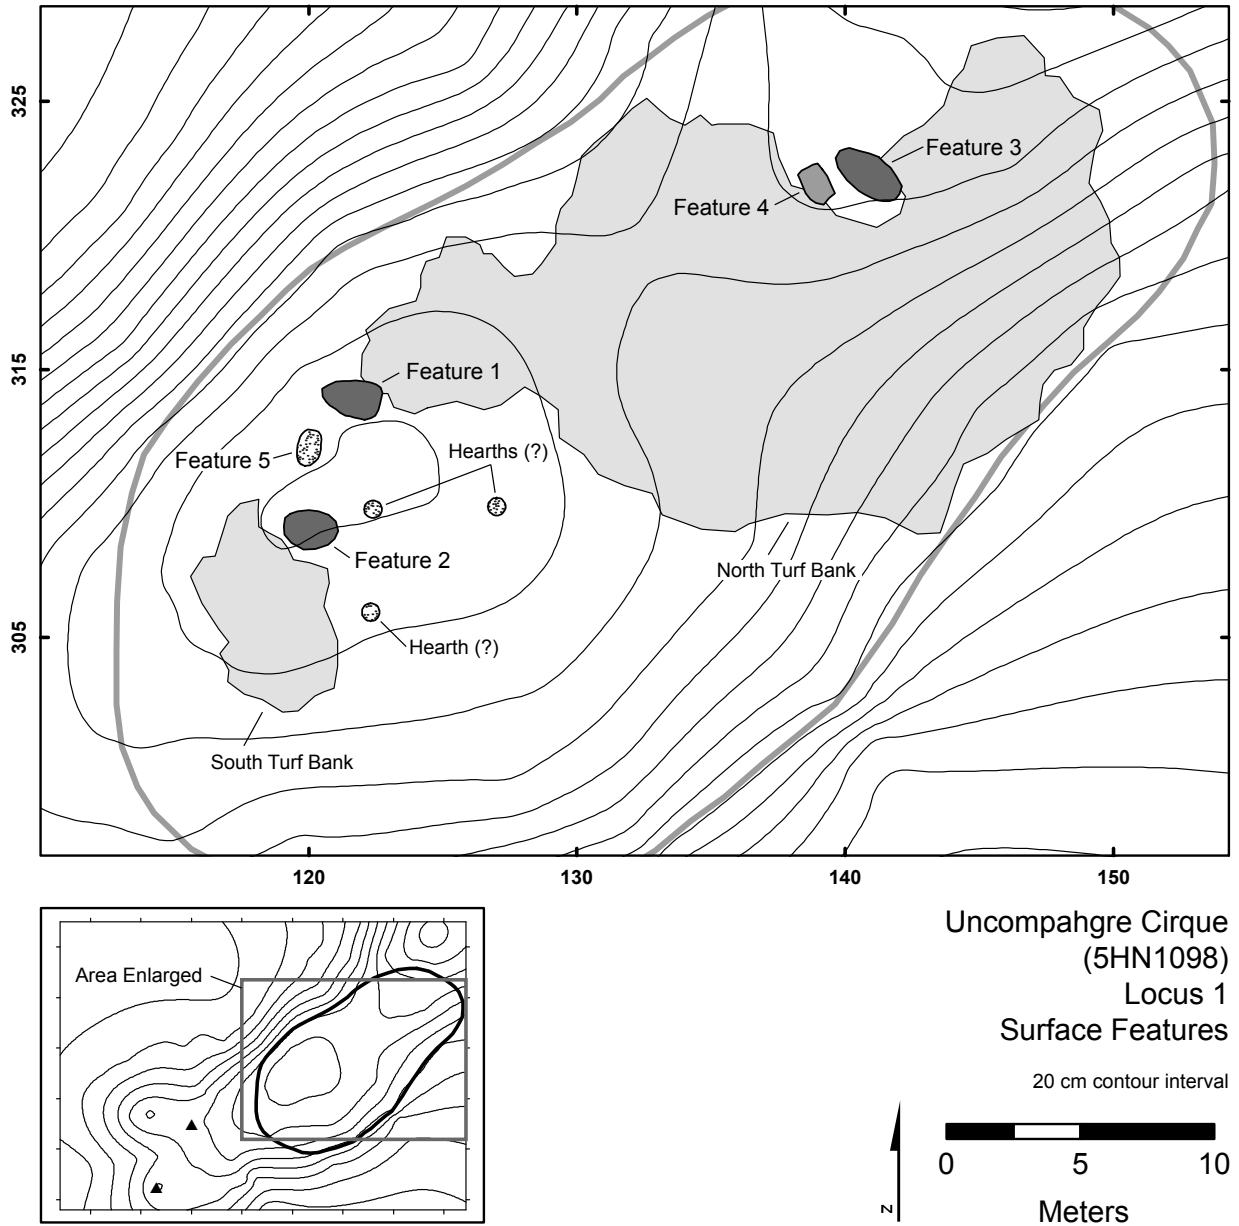 325
315
305
Feature 3
Feature 4
Feature 1
Hearths (?)
Feature 5
Feature 2
North Turf Bank
Hearth (?)
South Turf Bank
120
130
140
150
Area Enlarged
Uncompahgre Cirque
(5HN1098)
Locus 1
Surface Features
20 cm contour interval
N
0
5
10
Meters